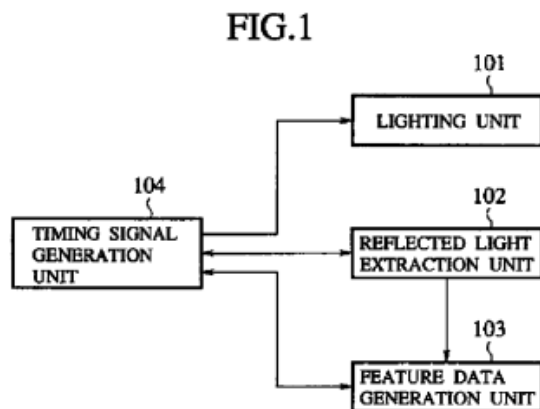 FIG.1
101
LIGHTING UNIT
104
TIMING SIGNAL
GENERATION
UNIT
102
REFLECTED LIGHT
EXTRACTION UNIT
103
FEATURE DATA
GENERATION UNIT